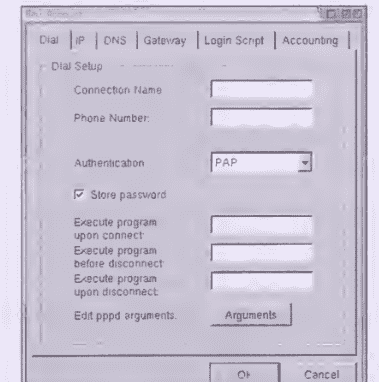 Dial IP DNS Gateway Login Script Accounting
Dial Setup
Connection Name
Phone Number:
Authentication PAP
Store password
Execute program
upon connect:
Execute program
before disconnect:
Execute program
upon disconnect:
Edit pppd arguments: Arguments
Ok Cancel